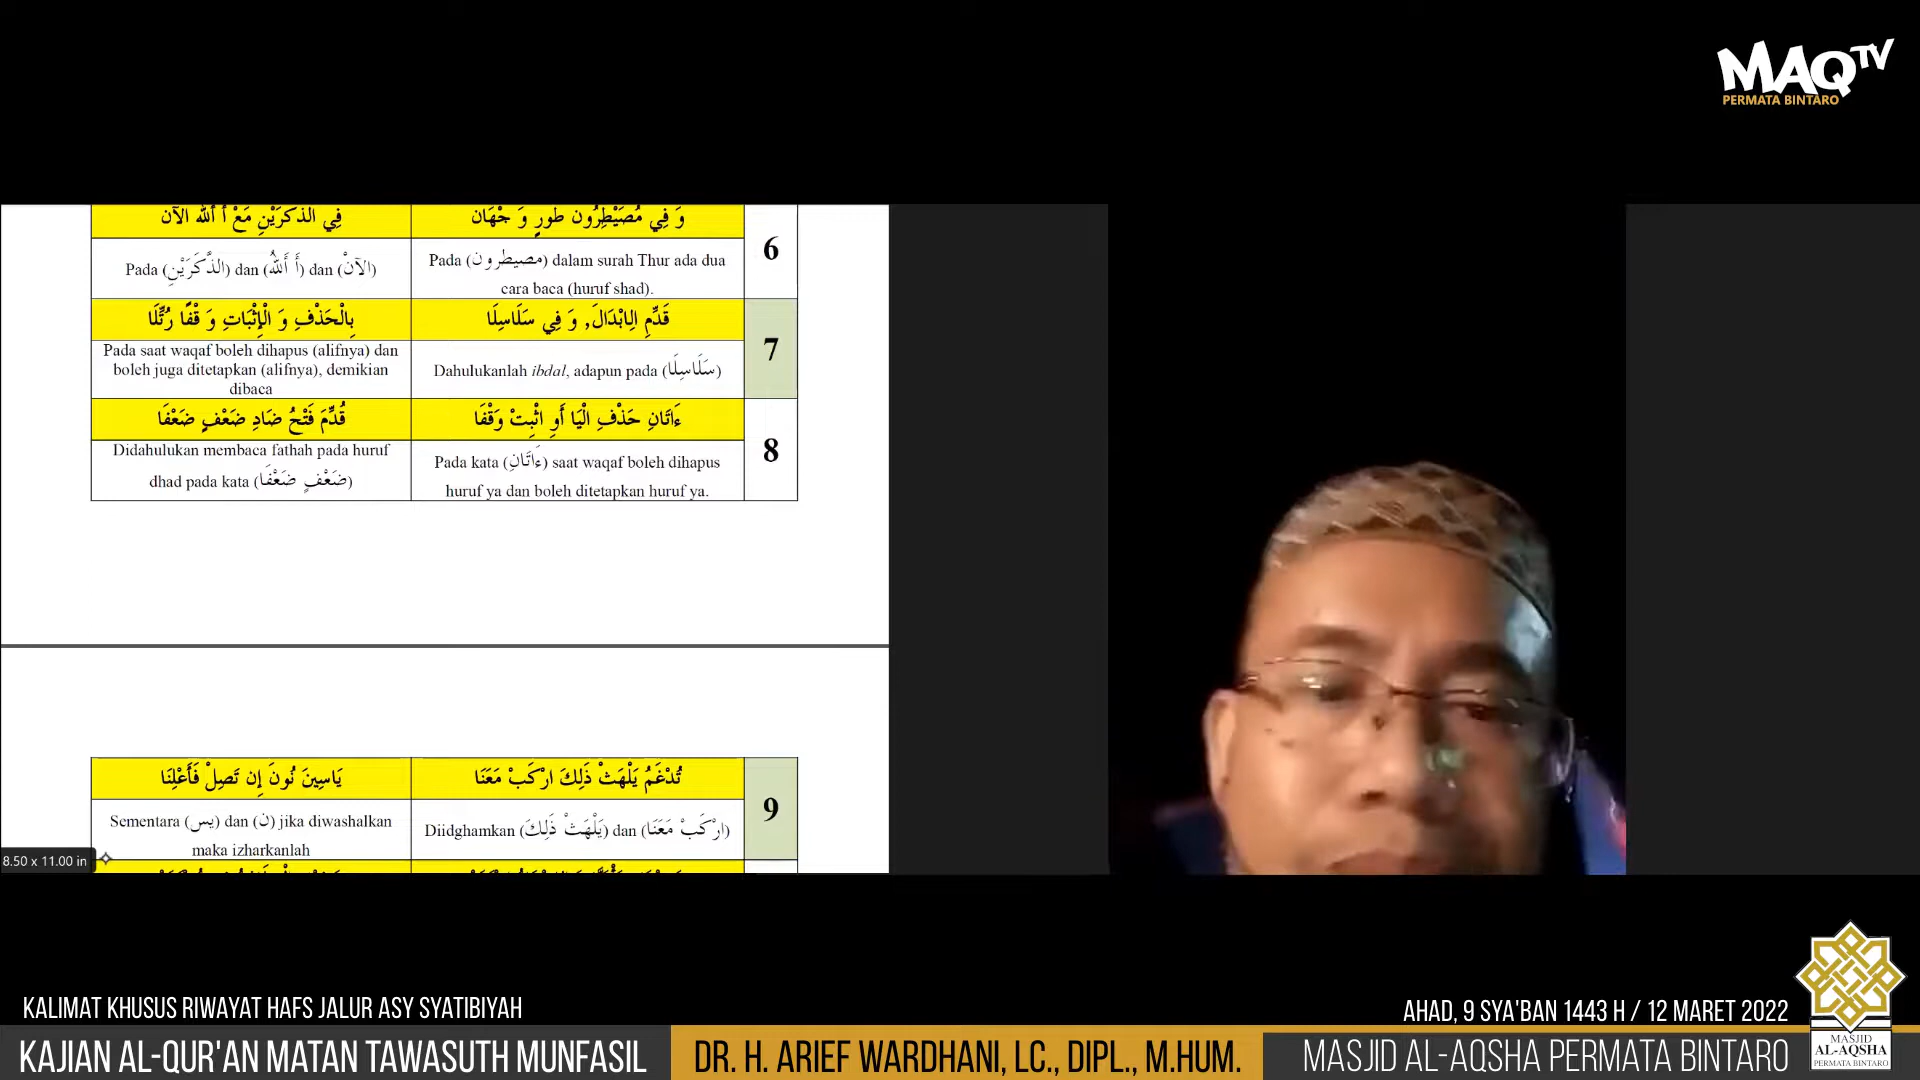 MAQTV
PERMATA BINTARO
وَ فِي مُصَيْطِرُون طورٍ وَ جْهَان
فِي الذكَرَيْنِ مَعْ أ الله الآن
6
Pada (مصيطرون) dalam surah Thur ada dua
cara baca (huruf shad).
Pada (الذَّكَرَيْنِ) dan (أَ اللهُ) dan (الآنْ)
قَدِّمِ الِابْدَالَ, وَ فِي سَلَاسِلَا
بِالْحَذْفِ وَ الْإِثْبَاتِ وَ قْفًا رُتِّلَا
7
Dahulukanlah ibdal, adapun pada (سَلَاسِلَا)
Pada saat waqaf boleh dihapus (alifnya) dan
boleh juga ditetapkan (alifnya), demikian
dibaca
ءَاتَانِ حَذْفِ الْيَا أَوِ اثْبِتْ وَقْفَا
قُدِّمَ فَتْحُ ضَادِ ضَعْفٍ ضَعْفَا
8
Pada kata (ءَاتَانِ) saat waqaf boleh dihapus
huruf ya dan boleh ditetapkan huruf ya.
Didahulukan membaca fathah pada huruf
dhad pada kata (ضَعْفٍ ضَعْفَا)
تُدْغَمُ يَلْهَثْ ذَلِكَ ارْكَبْ مَعَنَا
يَاسِينَ نُونَ إِن تَصِلْ فَأَعْلِنَا
9
Diidghamkan (يَلْهَثْ ذَلِكَ) dan (ارْكَبْ مَعَنَا)
Sementara (يس) dan (ن) jika diwashalkan
maka izharkanlah
8.50 x 11.00 in
KALIMAT KHUSUS RIWAYAT HAFS JALUR ASY SYATIBIYAH
AHAD, 9 SYA'BAN 1443 H / 12 MARET 2022
KAJIAN AL-QUR'AN MATAN TAWASUTH MUNFASIL
DR. H. ARIEF WARDHANI, LC., DIPL., M.HUM.
MASJID AL-AQSHA PERMATA BINTARO
MASJID
AL-AQSHA
PERMATA BINTARO